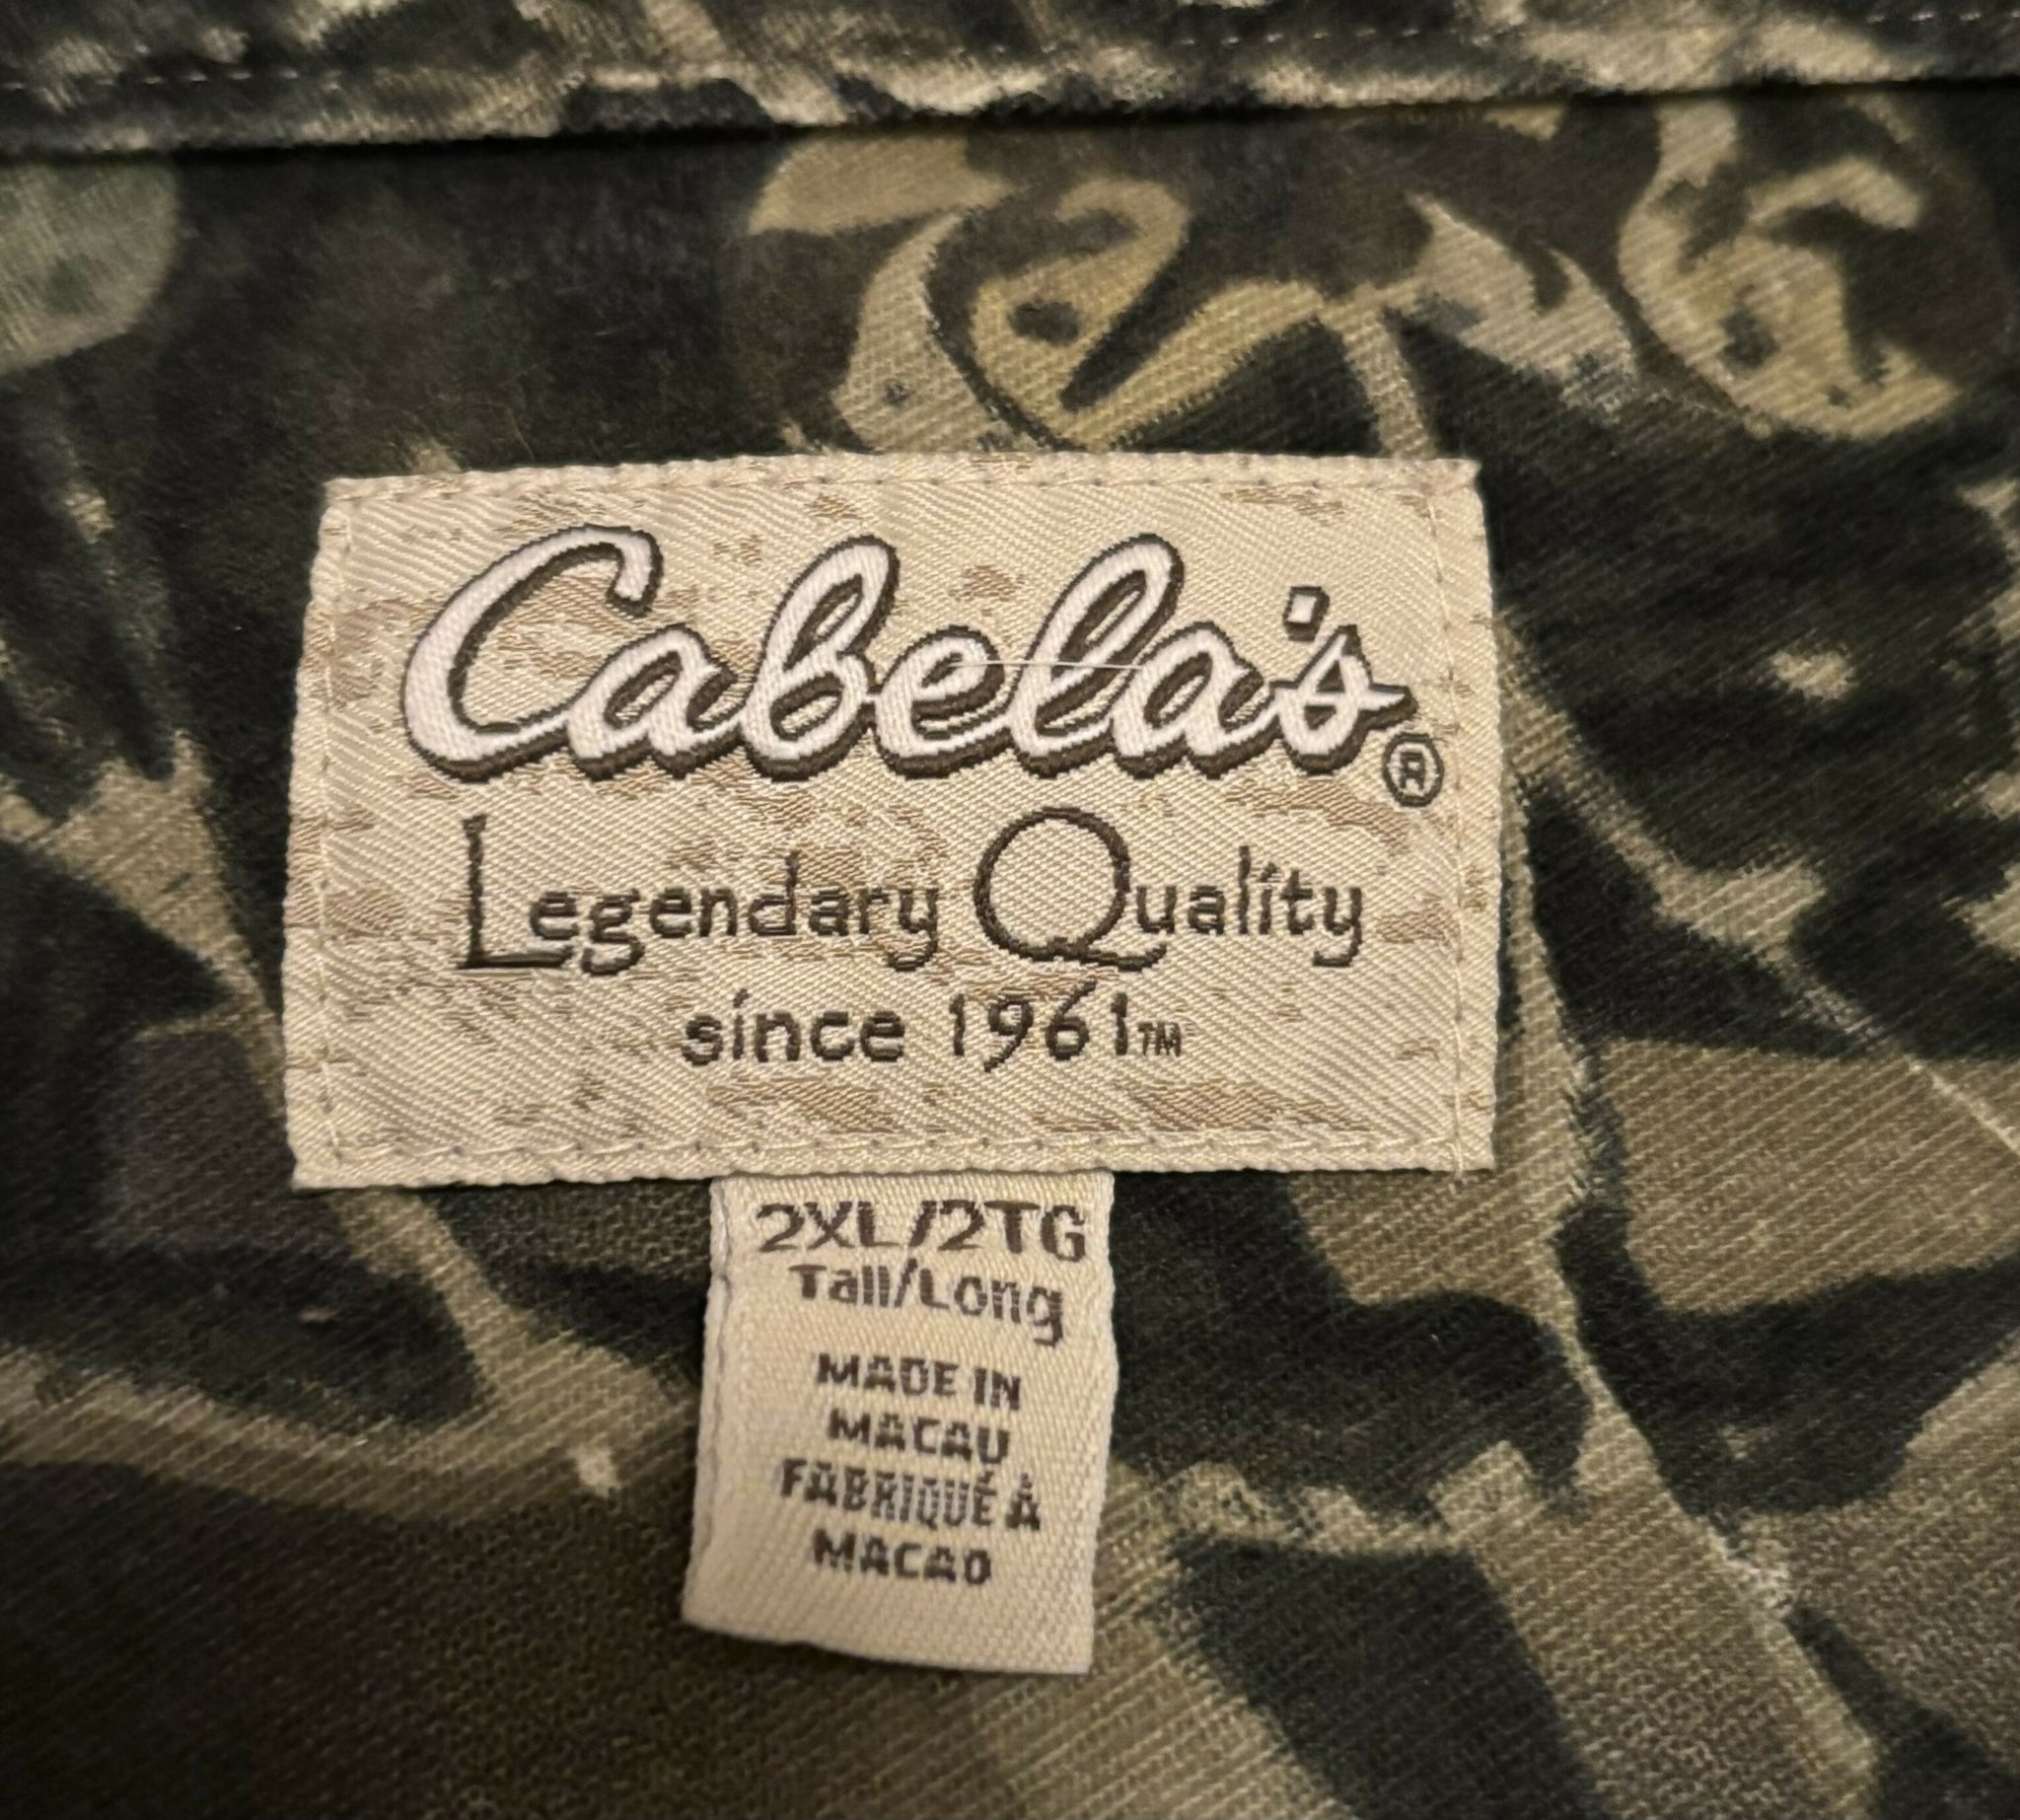 Cabela's®
Legendary Quality
since 1961™
2XL/2TG
Tall/Long
MADE IN
MACAU
FABRIQUÉ À
MACAO